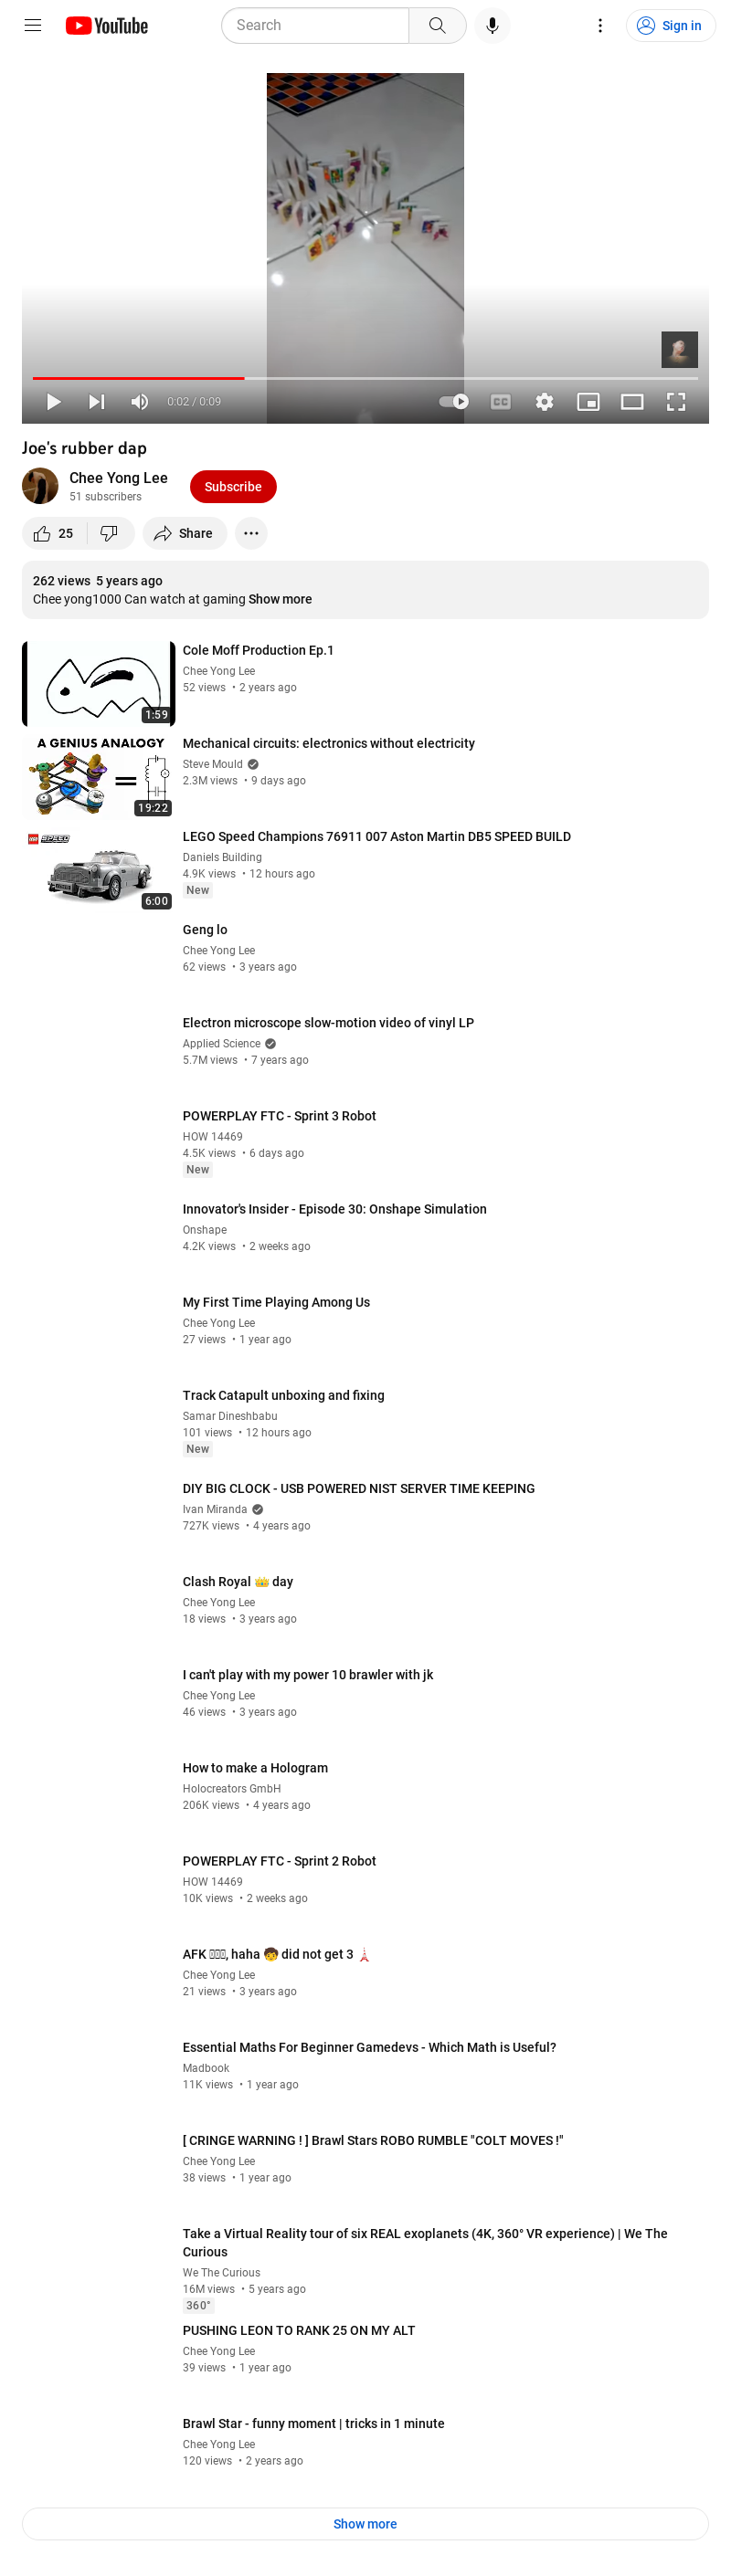 YouTube
Search
Sign in
0:02 / 0:09
CC
Joe's rubber dap
Chee Yong Lee
51 subscribers
Subscribe
25
Share
262 views 5 years ago
Chee yong1000 Can watch at gaming Show more
1:59
Cole Moff Production Ep.1
Chee Yong Lee
52 views • 2 years ago
A GENIUS ANALOGY
19:22
Mechanical circuits: electronics without electricity
Steve Mould
2.3M views • 9 days ago
SPEED
6:00
LEGO Speed Champions 76911 007 Aston Martin DB5 SPEED BUILD
Daniels Building
4.9K views • 12 hours ago
New
Geng lo
Chee Yong Lee
62 views • 3 years ago
Electron microscope slow-motion video of vinyl LP
Applied Science
5.7M views • 7 years ago
POWERPLAY FTC - Sprint 3 Robot
HOW 14469
4.5K views • 6 days ago
New
Innovator's Insider - Episode 30: Onshape Simulation
Onshape
4.2K views • 2 weeks ago
My First Time Playing Among Us
Chee Yong Lee
27 views • 1 year ago
Track Catapult unboxing and fixing
Samar Dineshbabu
101 views • 12 hours ago
New
DIY BIG CLOCK - USB POWERED NIST SERVER TIME KEEPING
Ivan Miranda
727K views • 4 years ago
Clash Royal 👑 day
Chee Yong Lee
18 views • 3 years ago
I can't play with my power 10 brawler with jk
Chee Yong Lee
46 views • 3 years ago
How to make a Hologram
Holocreators GmbH
206K views • 4 years ago
POWERPLAY FTC - Sprint 2 Robot
HOW 14469
10K views • 2 weeks ago
AFK , haha 🧒 did not get 3 🗼
Chee Yong Lee
21 views • 3 years ago
Essential Maths For Beginner Gamedevs - Which Math is Useful?
Madbook
11K views • 1 year ago
[ CRINGE WARNING ! ] Brawl Stars ROBO RUMBLE "COLT MOVES !"
Chee Yong Lee
38 views • 1 year ago
Take a Virtual Reality tour of six REAL exoplanets (4K, 360° VR experience) | We The
Curious
We The Curious
16M views • 5 years ago
360°
PUSHING LEON TO RANK 25 ON MY ALT
Chee Yong Lee
39 views • 1 year ago
Brawl Star - funny moment | tricks in 1 minute
Chee Yong Lee
120 views • 2 years ago
Show more